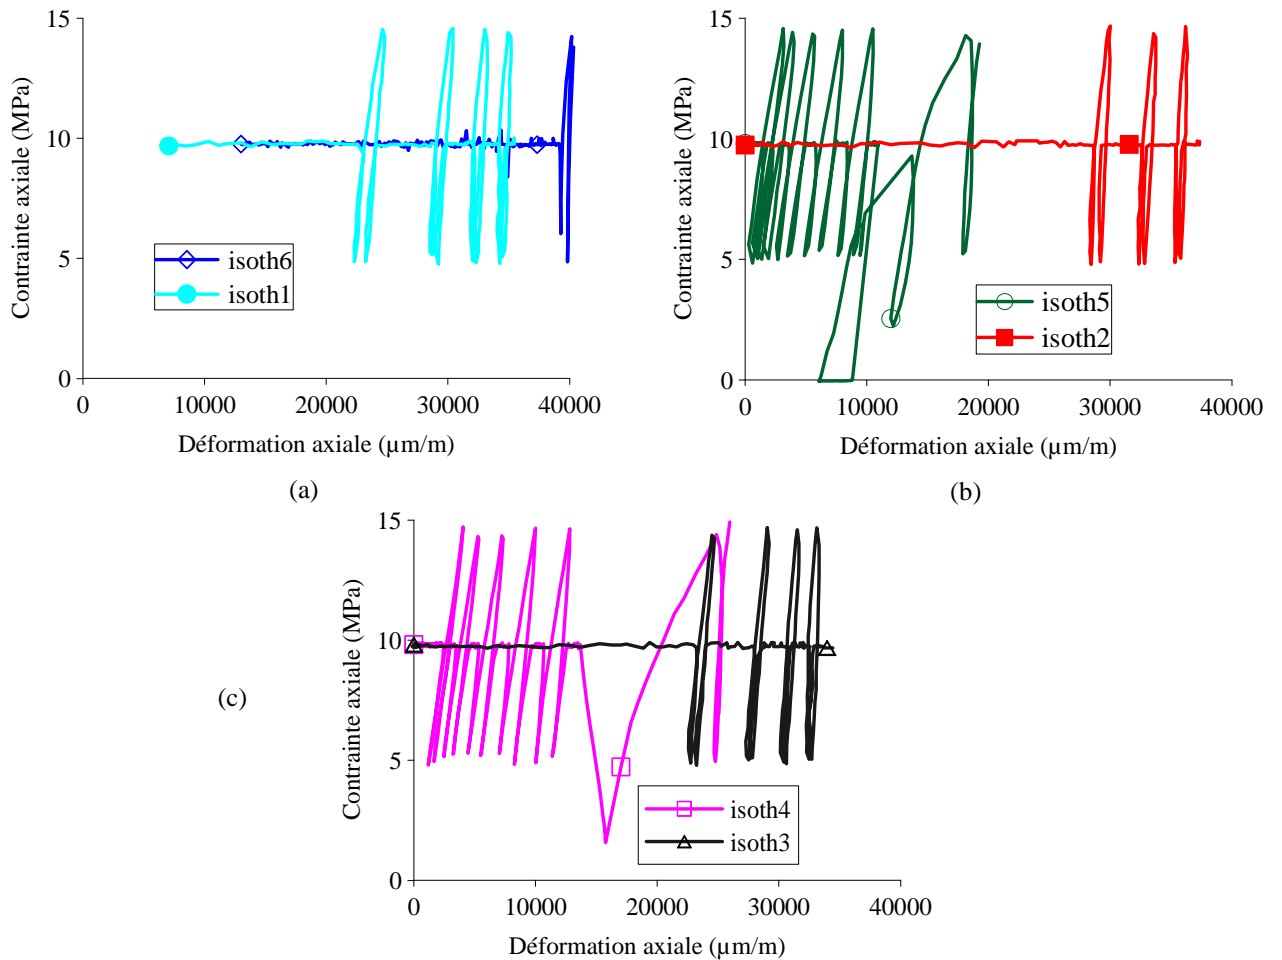 15
10
5
0
Contrainte axiale (MPa)
isoth6
isoth1
0 10000 20000 30000 40000
Déformation axiale (µm/m)
(a)
15
10
5
0
Contrainte axiale (MPa)
isoth5
isoth2
0 10000 20000 30000 40000
Déformation axiale (µm/m)
(b)
(c)
15
10
5
0
Contrainte axiale (MPa)
isoth4
isoth3
0 10000 20000 30000 40000
Déformation axiale (µm/m)